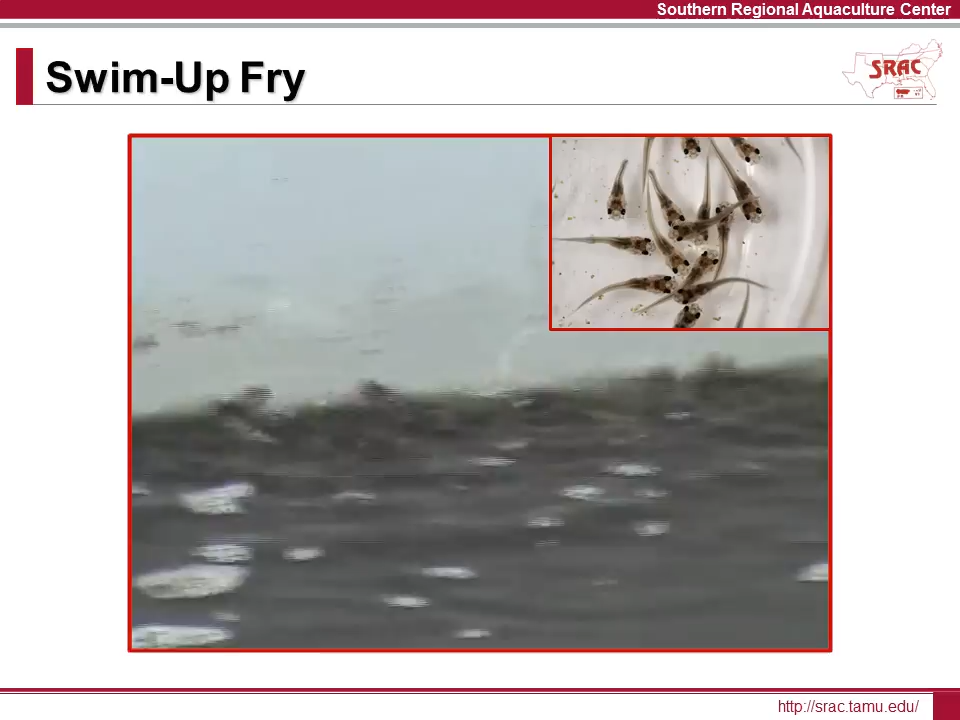 Southern Regional Aquaculture Center
Swim-Up Fry
SRAC
http://srac.tamu.edu/